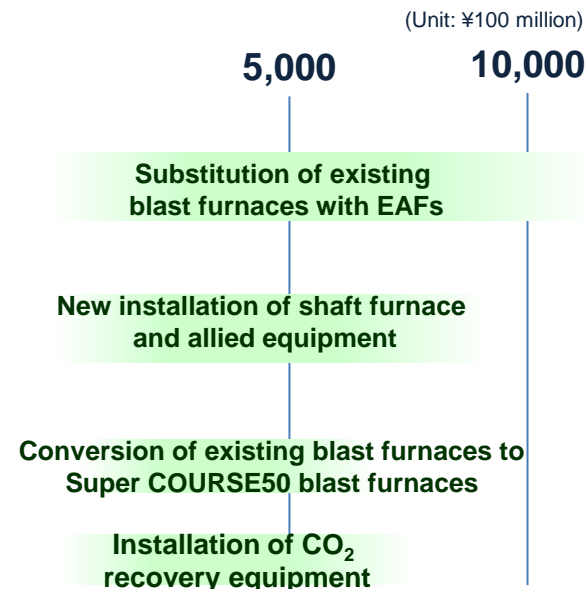 (Unit: ¥100 million)
5,000 10,000
Substitution of existing
blast furnaces with EAFs
New installation of shaft furnace
and allied equipment
Conversion of existing blast furnaces to
Super COURSE50 blast furnaces
Installation of CO₂
recovery equipment